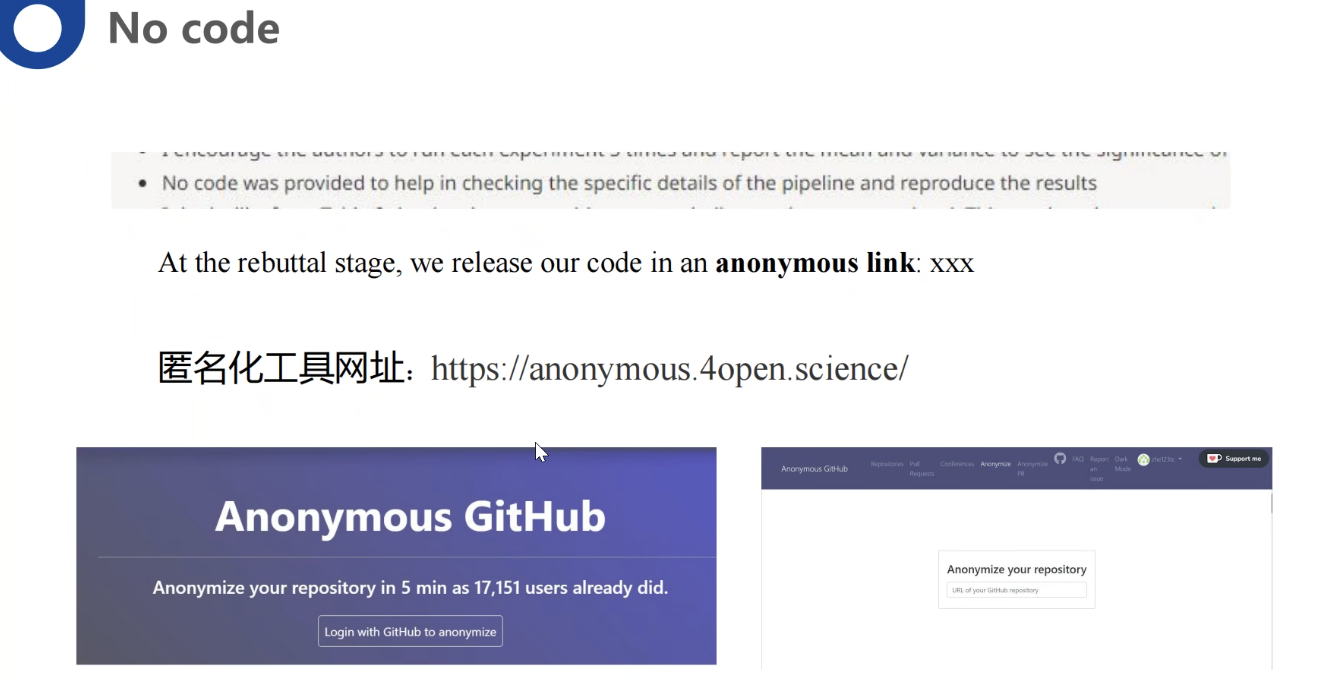 No code
I encourage the authors to run each experiment 3 times and report the mean and variance to see the significance of
• No code was provided to help in checking the specific details of the pipeline and reproduce the results
At the rebuttal stage, we release our code in an anonymous link: xxx
匿名化工具网址：https://anonymous.4open.science/
Anonymous GitHub
Anonymize your repository in 5 min as 17,151 users already did.
Login with GitHub to anonymize
Anonymous GitHub Repositories Pull Requests Conferences Anonymize Anonymize PR FAQ Report an issue Dark Mode Support me
Anonymize your repository
URL of your GitHub repository